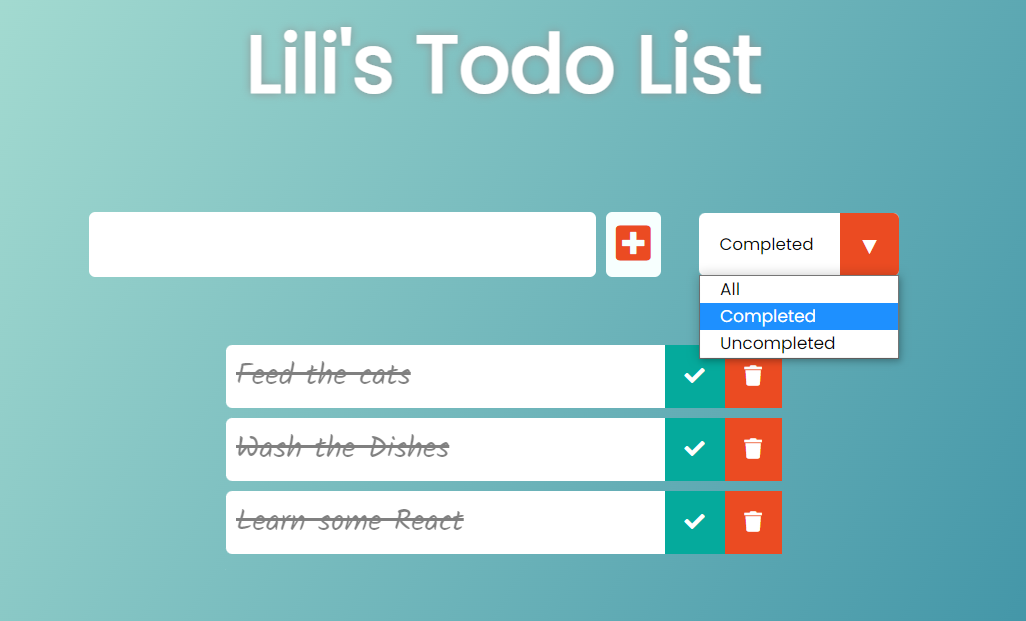 Lili's Todo List
Completed
▼
All
Completed
Uncompleted
Feed the cats
Wash the Dishes
Learn some React